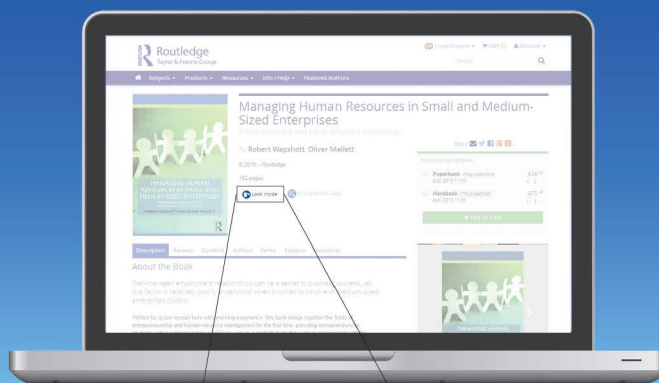 Routledge
Taylor & Francis Group
United Kingdom
Cart
Account
Search
Subjects Products Resources Info / Help Featured Authors
Managing Human Resources in Small and Medium-
Sized Enterprises
Entrepreneurship and the Employment Relationship
By Robert Wapshott, Oliver Mallett
© 2016 – Routledge
152 pages
Look Inside
Share
Purchasing Options:
Paperback
Hardback
Add to Cart
MANAGING HUMAN
RESOURCES IN SMALL AND
MEDIUM-SIZED ENTERPRISES
ROBERT WAPSHOTT AND OLIVER MALLETT
Description Reviews Contents Authors Series Subjects Resources
About the Book
Well-managed employment relationships can be a secret to business success, yet
this factor is relatively poorly understood when it comes to small and medium-sized
enterprises (SMEs).
Written by active researchers with teaching experience, this book brings together the fields of
entrepreneurship and human resource management for the first time, providing entrepreneurship
MANAGING HUMAN